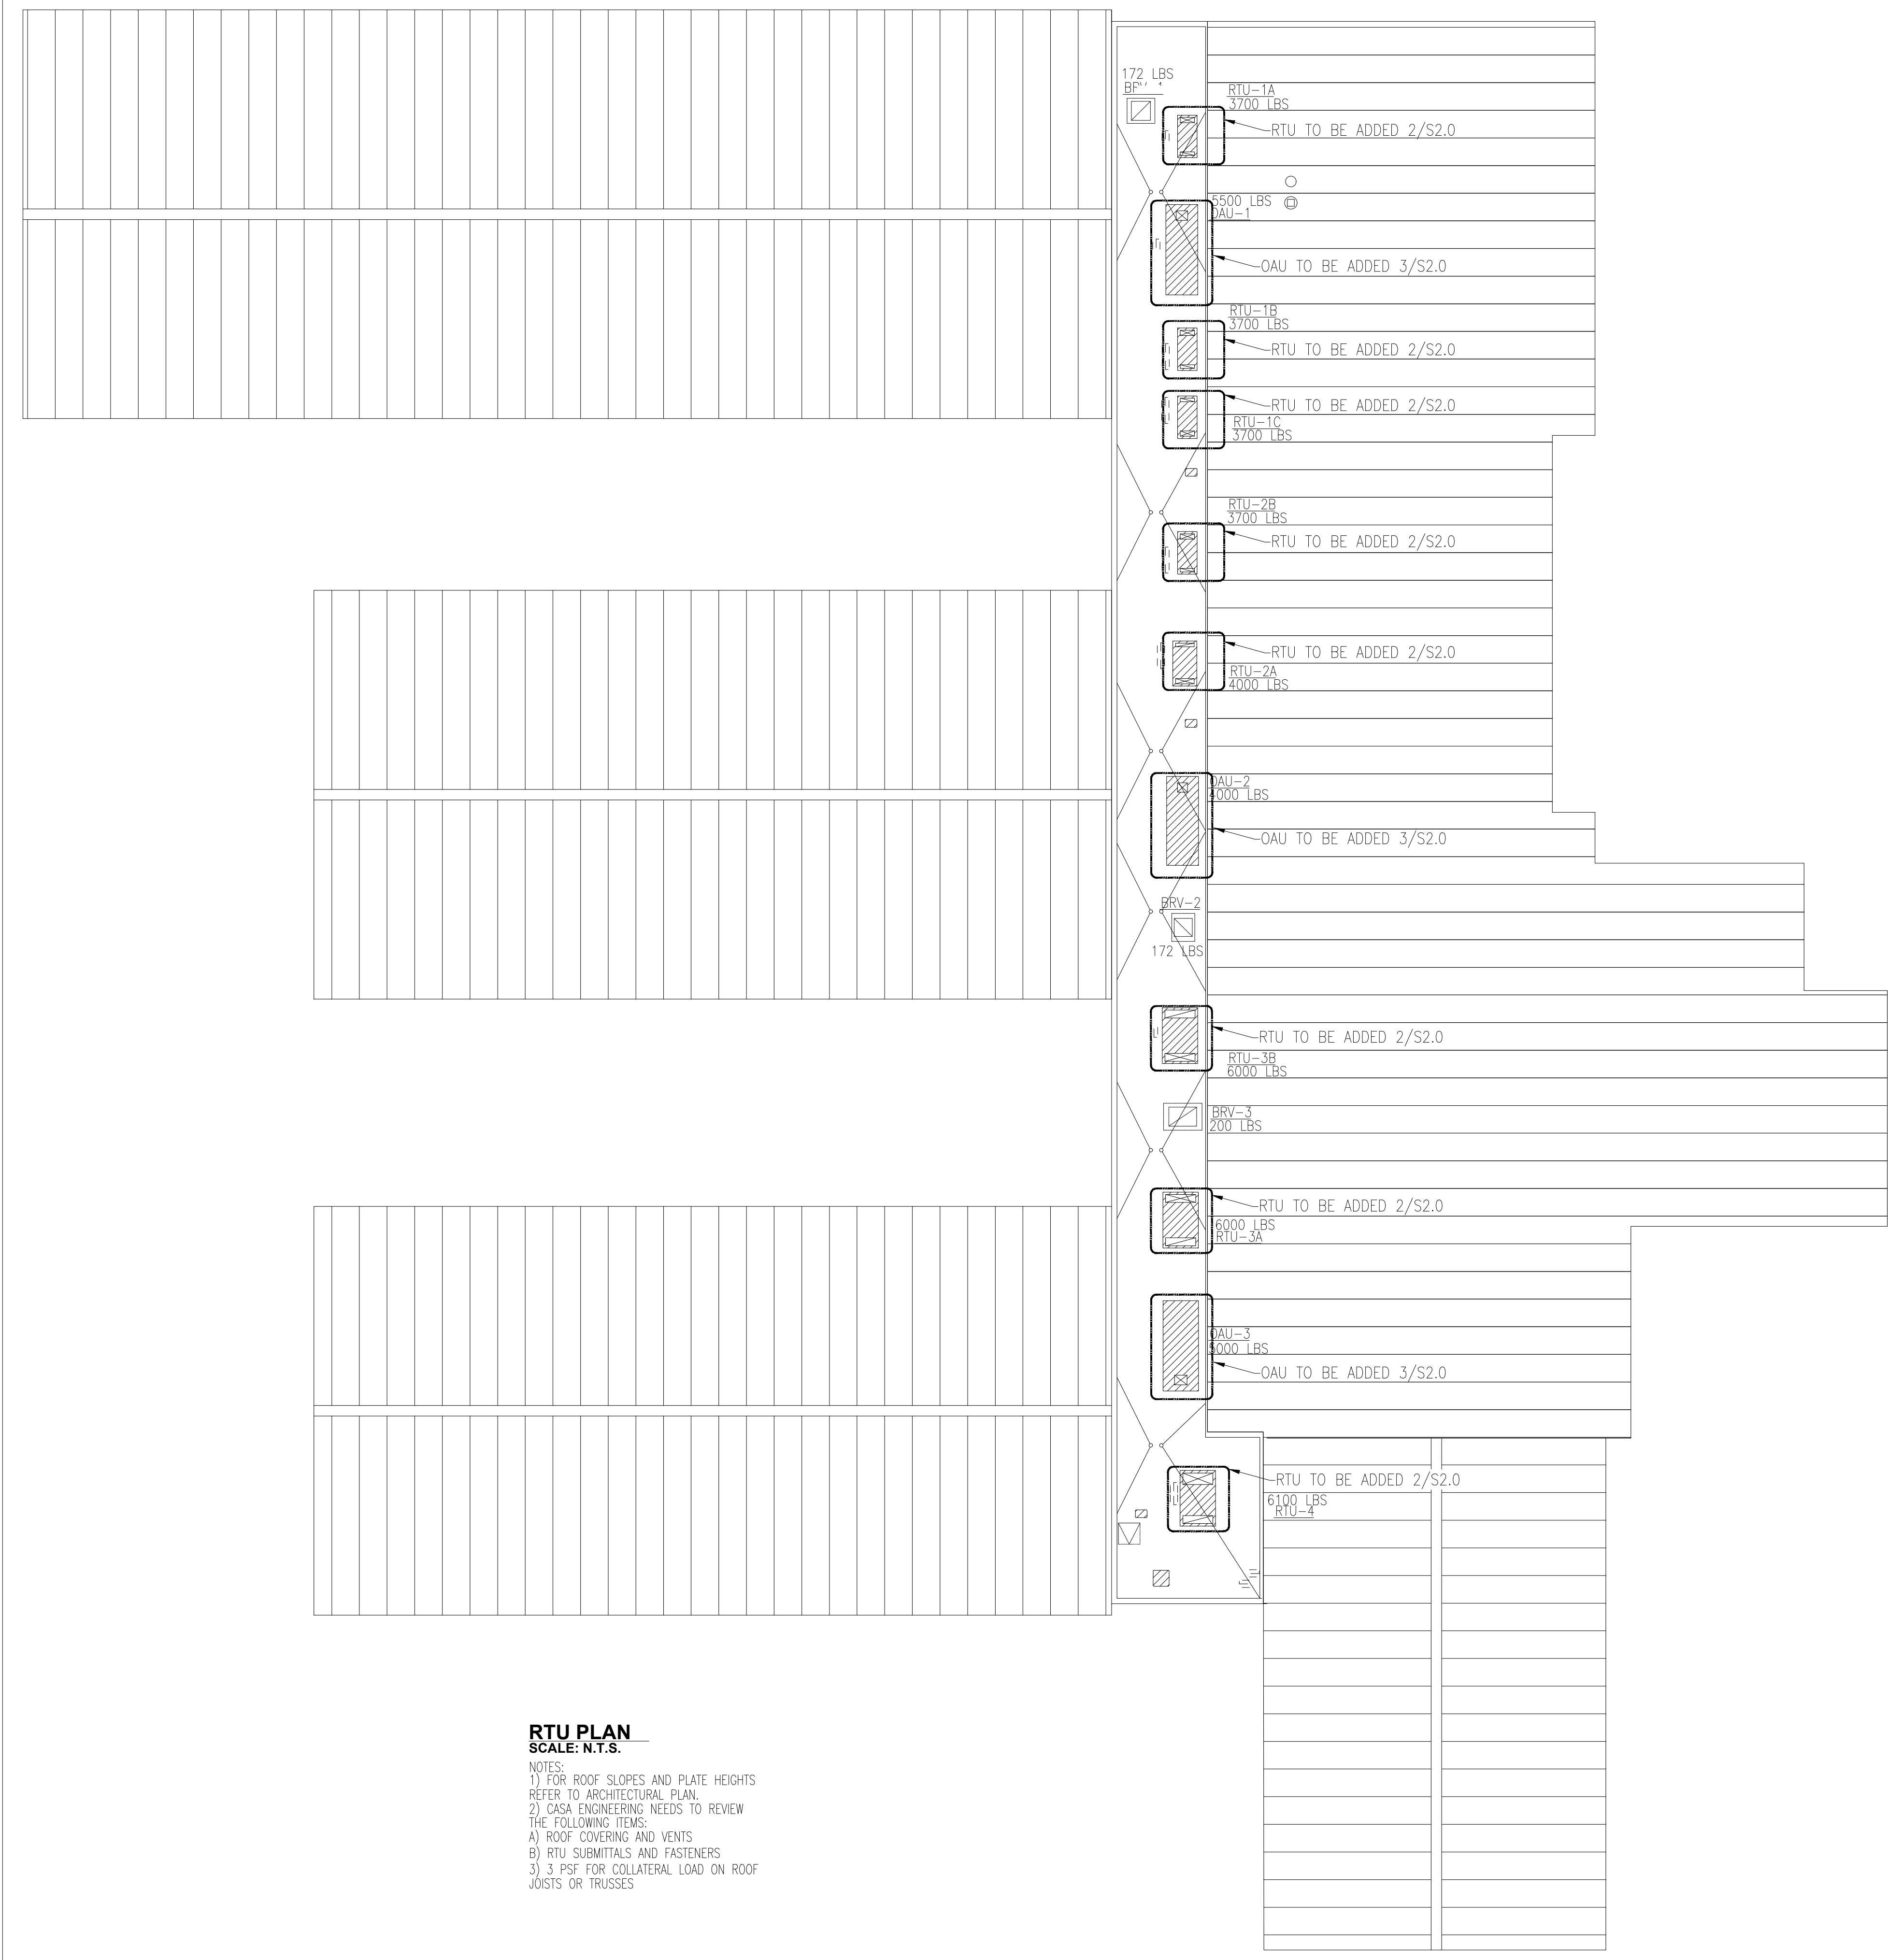 172 LBS
RTU-1A
3700 LBS
RTU TO BE ADDED 2/S2.0
5500 LBS
OAU-1
OAU TO BE ADDED 3/S2.0
RTU-1B
3700 LBS
RTU TO BE ADDED 2/S2.0
RTU TO BE ADDED 2/S2.0
RTU-1C
3700 LBS
RTU-2B
3700 LBS
RTU TO BE ADDED 2/S2.0
RTU TO BE ADDED 2/S2.0
RTU-2A
4000 LBS
OAU-2
4000 LBS
OAU TO BE ADDED 3/S2.0
BRV-2
172 LBS
RTU TO BE ADDED 2/S2.0
RTU-3B
6000 LBS
BRV-3
200 LBS
RTU TO BE ADDED 2/S2.0
6000 LBS
RTU-3A
OAU-3
5000 LBS
OAU TO BE ADDED 3/S2.0
RTU TO BE ADDED 2/S2.0
6100 LBS
RTU-4
RTU PLAN
SCALE: N.T.S.
NOTES:
1) FOR ROOF SLOPES AND PLATE HEIGHTS
REFER TO ARCHITECTURAL PLAN.
2) CASA ENGINEERING NEEDS TO REVIEW
THE FOLLOWING ITEMS:
A) ROOF COVERING AND VENTS
B) RTU SUBMITTALS AND FASTENERS
3) 3 PSF FOR COLLATERAL LOAD ON ROOF
JOISTS OR TRUSSES